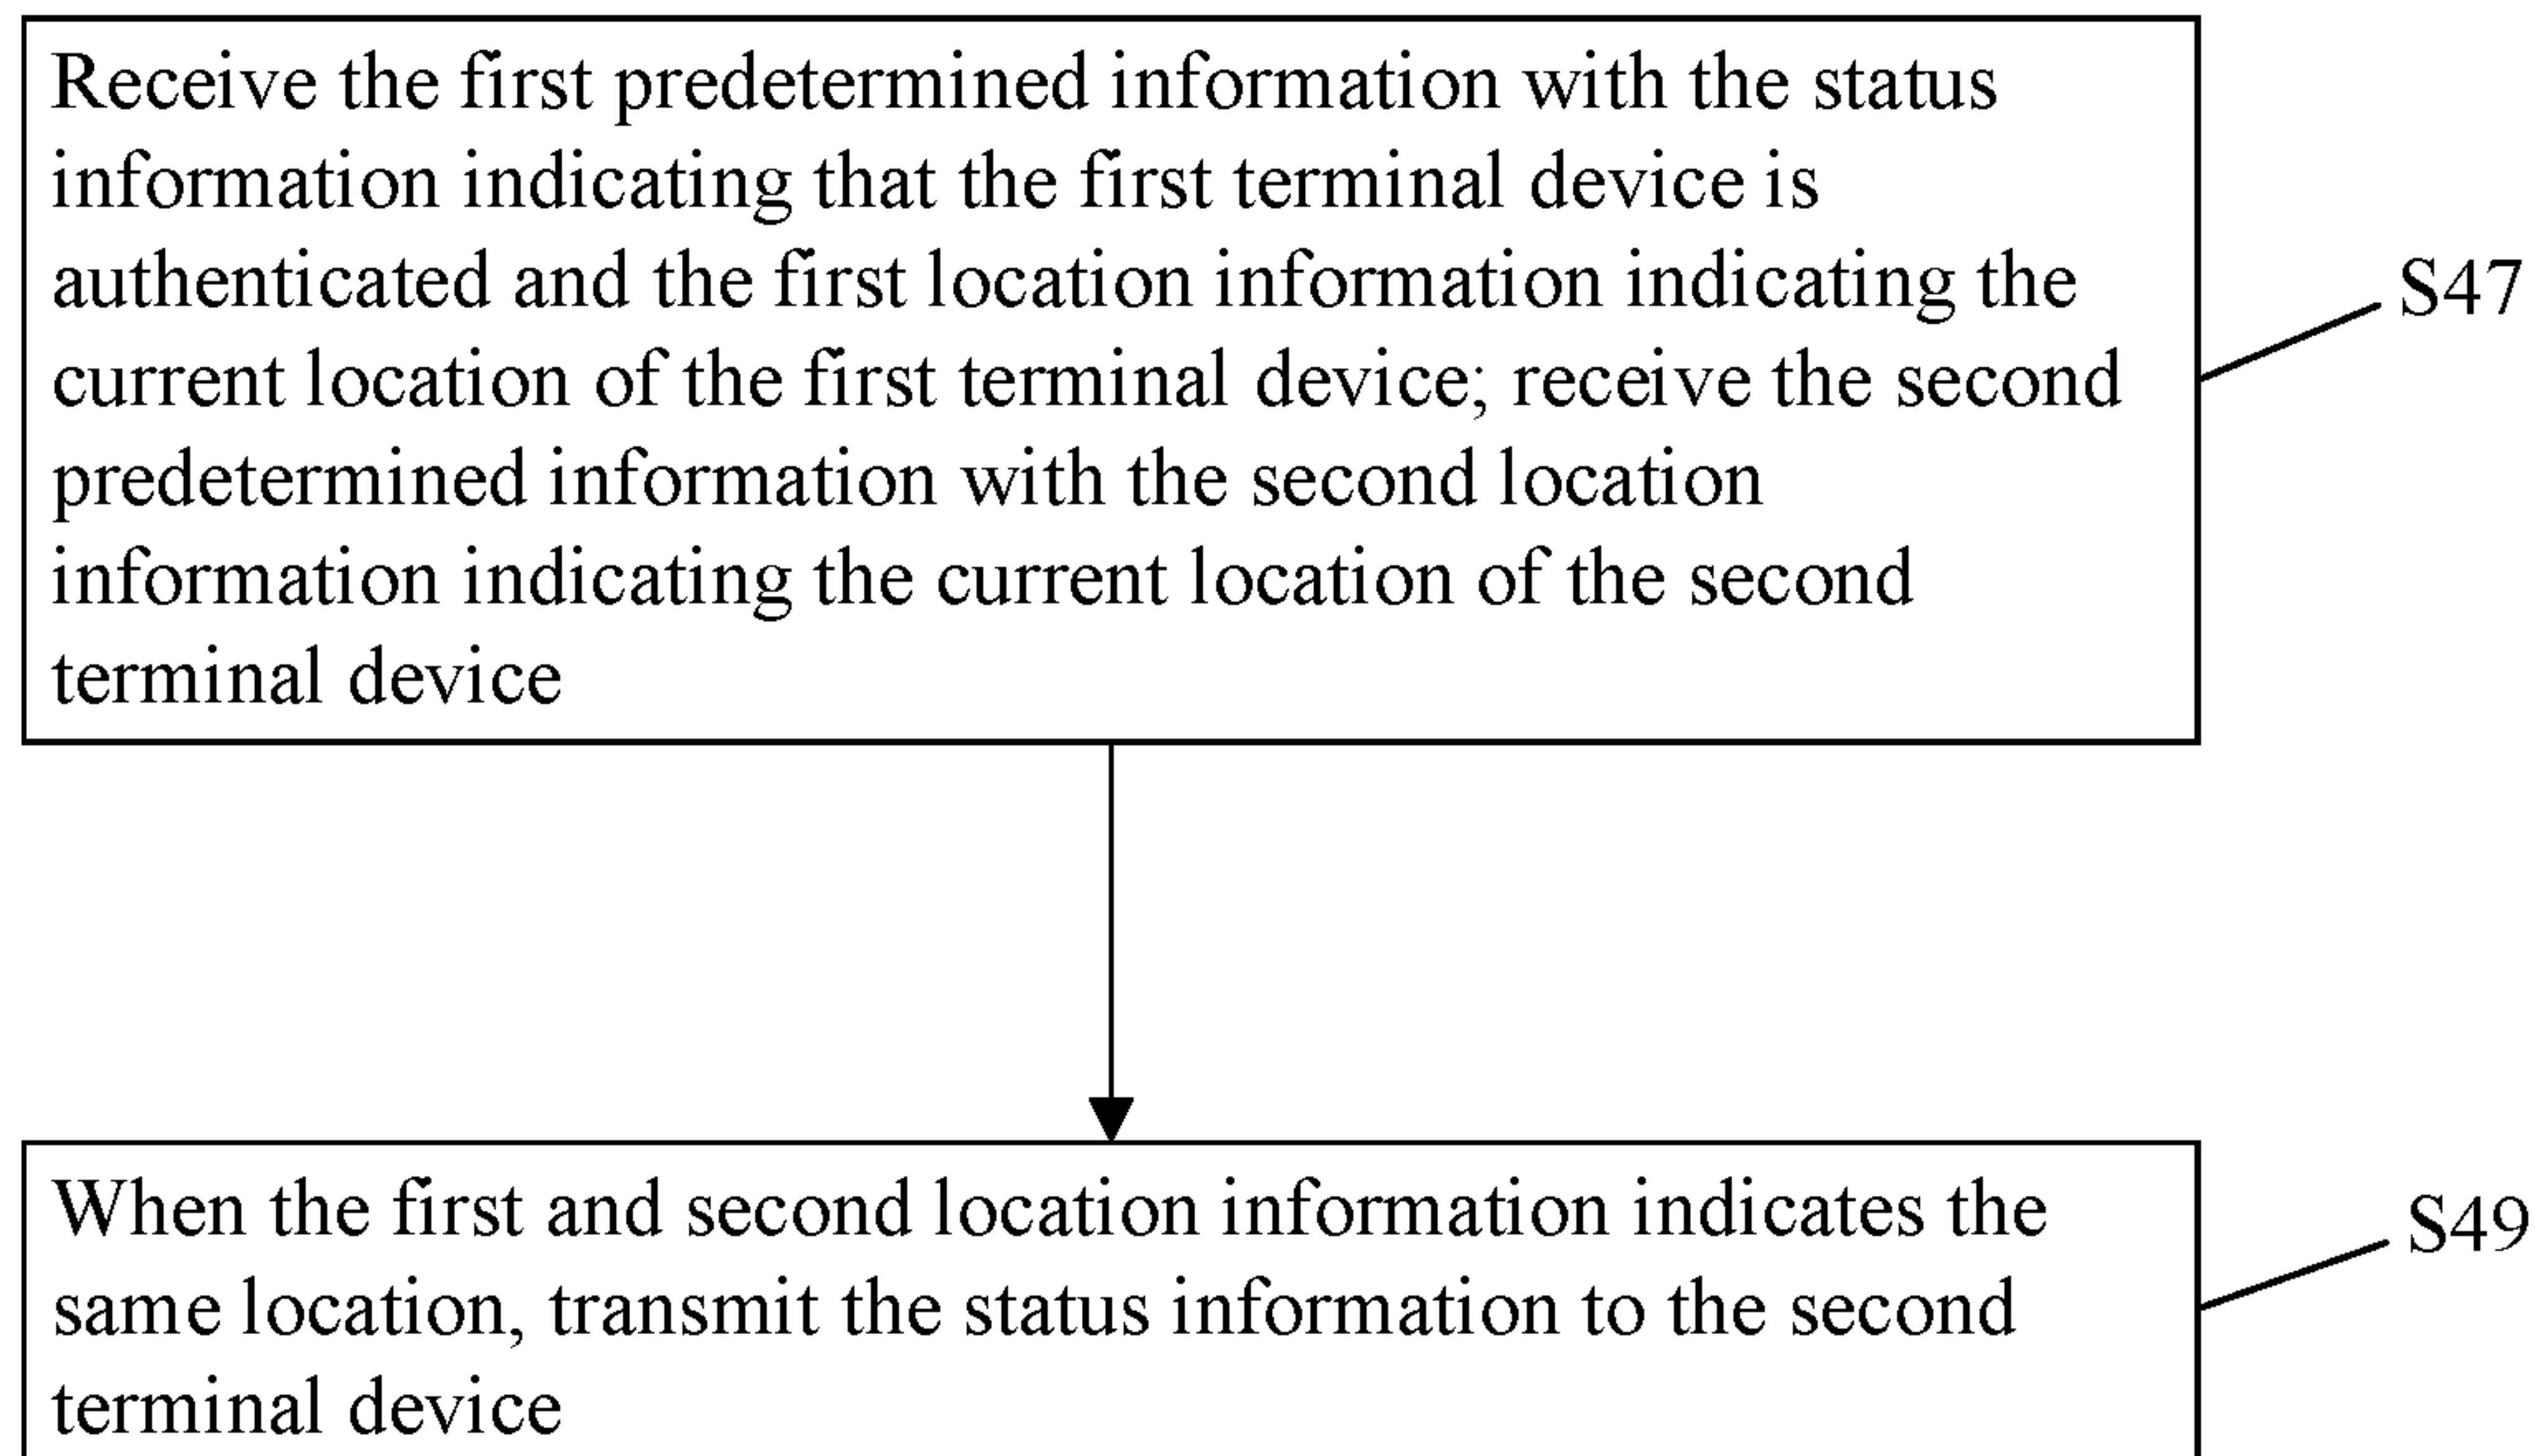 Receive the first predetermined information with the status
information indicating that the first terminal device is
authenticated and the first location information indicating the
current location of the first terminal device; receive the second
predetermined information with the second location
information indicating the current location of the second
terminal device
S47
When the first and second location information indicates the
same location, transmit the status information to the second
terminal device
S49